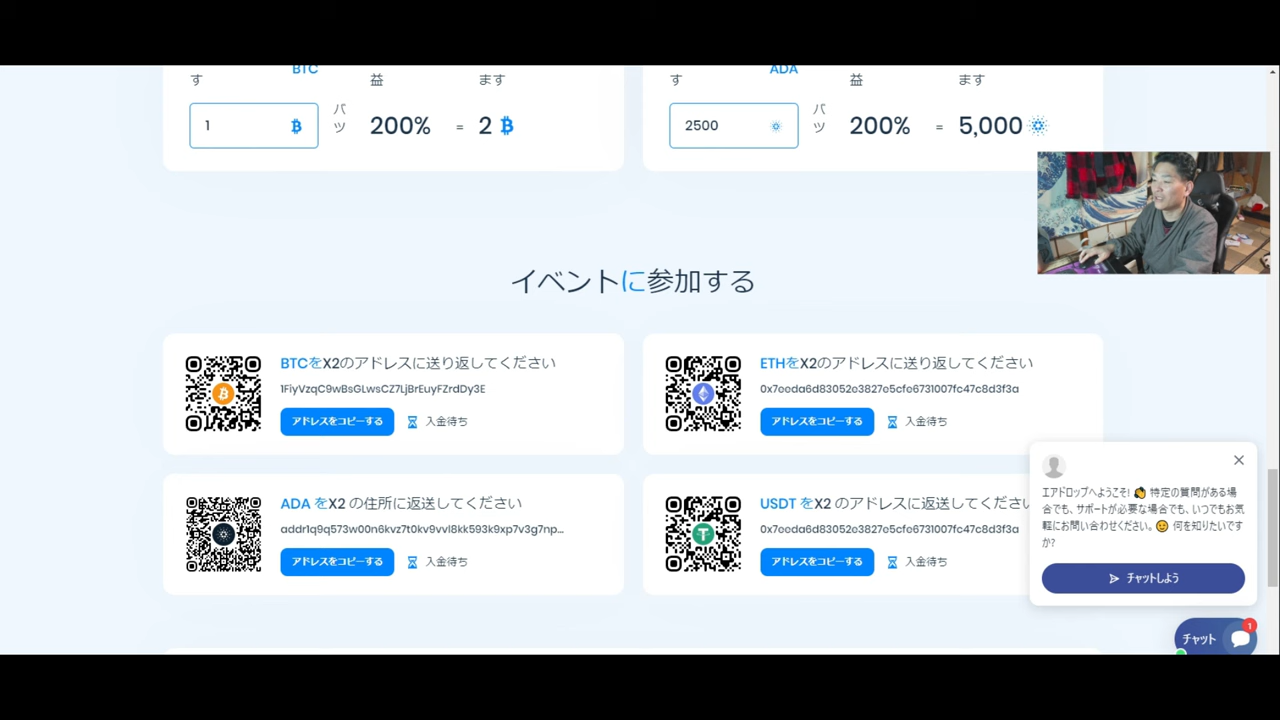 BTC
ADA
す
益
ます
す
益
ます
1
バ
ツ
200% = 2
2500
バ
ツ
200% = 5,000
イベントに参加する
BTCをX2のアドレスに送り返してください
1FiyVzqC9wBsGLwsCZ7LjBrEuyFZrdDy3E
アドレスをコピーする
入金待ち
ETHをX2のアドレスに送り返してください
0x7eeda6d83052e3827e5cfe6731007fc47c8d3f3a
アドレスをコピーする
入金待ち
ADA をX2 の住所に返送してください
addr1q9q573w00n6kvz7t0kv9vvl8kk593k9xp7v3g7np...
アドレスをコピーする
入金待ち
USDT をX2 のアドレスに返送してください
0x7eeda6d83052e3827e5cfe6731007fc47c8d3f3a
アドレスをコピーする
入金待ち
エアドロップへようこそ! 👋 特定の質問がある場
合でも、サポートが必要な場合でも、いつでもお気
軽にお問い合わせください。😊 何を知りたいです
か?
チャットしよう
チャット
1